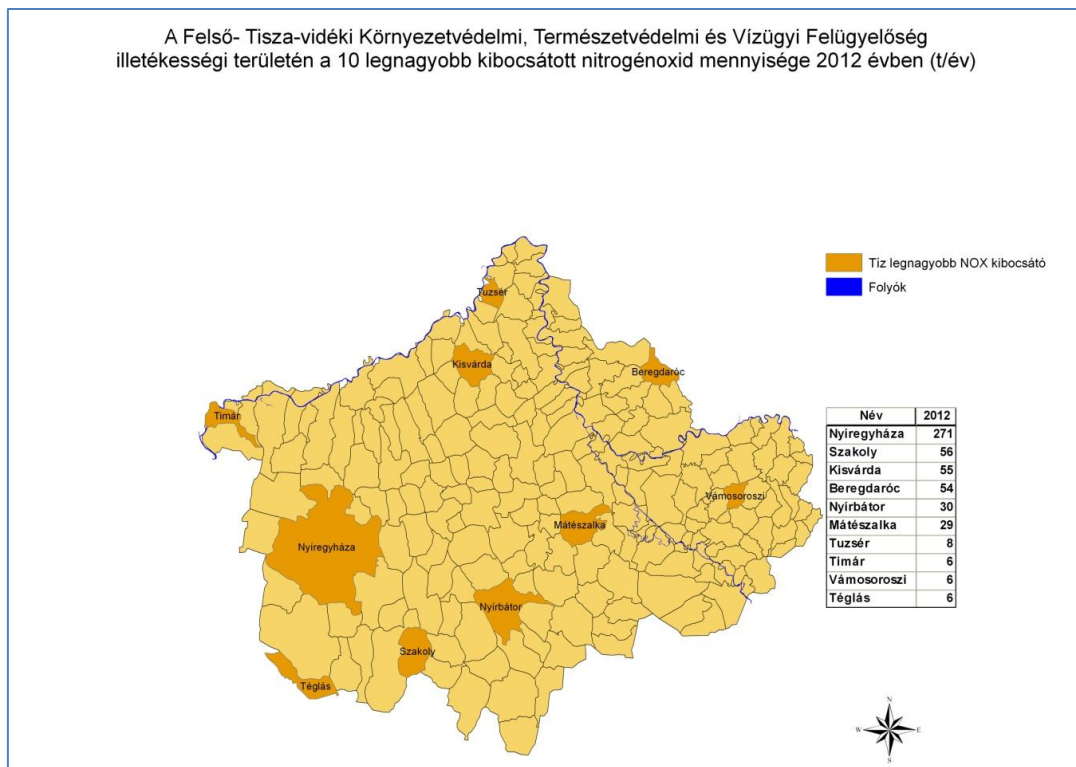 A Felső- Tisza-vidéki Környezetvédelmi, Természetvédelmi és Vízügyi Felügyelőség
illetékességi területén a 10 legnagyobb kibocsátott nitrogénoxid mennyisége 2012 évben (t/év)
Tíz legnagyobb NOX kibocsátó
Folyók
Tuzsér
Kisvárda
Beregdaróc
Timár
Vámosoroszi
Mátészalka
Nyíregyháza
Nyírbátor
Szakoly
Téglás
Név 2012
Nyíregyháza 271
Szakoly 56
Kisvárda 55
Beregdaróc 54
Nyírbátor 30
Mátészalka 29
Tuzsér 8
Timár 6
Vámosoroszi 6
Téglás 6
N
W E
S